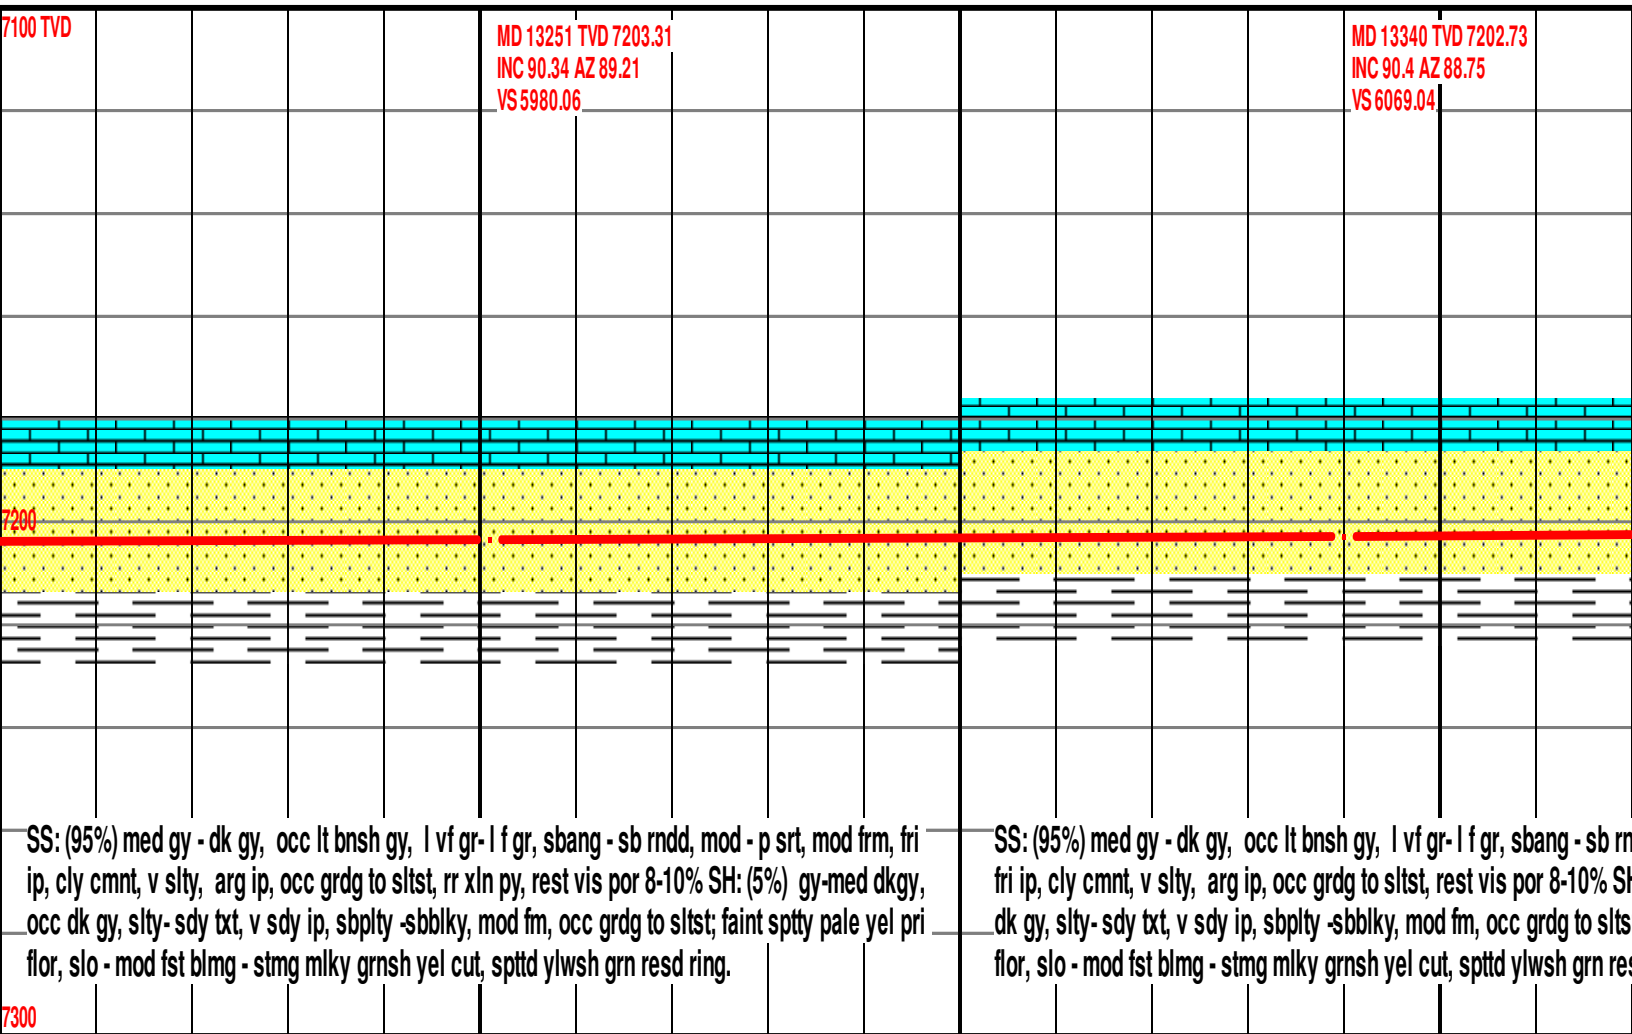 7100 TVD
MD 13251 TVD 7203.31
INC 90.34 AZ 89.21
VS 5980.06
MD 13340 TVD 7202.73
INC 90.4 AZ 88.75
VS 6069.04
7200
SS: (95%) med gy - dk gy, occ lt bnsh gy, l vf gr- l f gr, sbang - sb rndd, mod - p srt, mod frm, fri
ip, cly cmnt, v slty, arg ip, occ grdg to sltst, rr xln py, rest vis por 8-10% SH: (5%) gy-med dkgy,
occ dk gy, slty- sdy txt, v sdy ip, sbplty -sbblky, mod fm, occ grdg to sltst; faint sptty pale yel pri
flor, slo - mod fst blmg - stmg mlky grnsh yel cut, spttd ylwsh grn resd ring.
SS: (95%) med gy - dk gy, occ lt bnsh gy, l vf gr- l f gr, sbang - sb
fri ip, cly cmnt, v slty, arg ip, occ grdg to sltst, rest vis por 8-10%
dk gy, slty- sdy txt, v sdy ip, sbplty -sbblky, mod fm, occ grdg to
flor, slo - mod fst blmg - stmg mlky grnsh yel cut, spttd ylwsh grn
7300